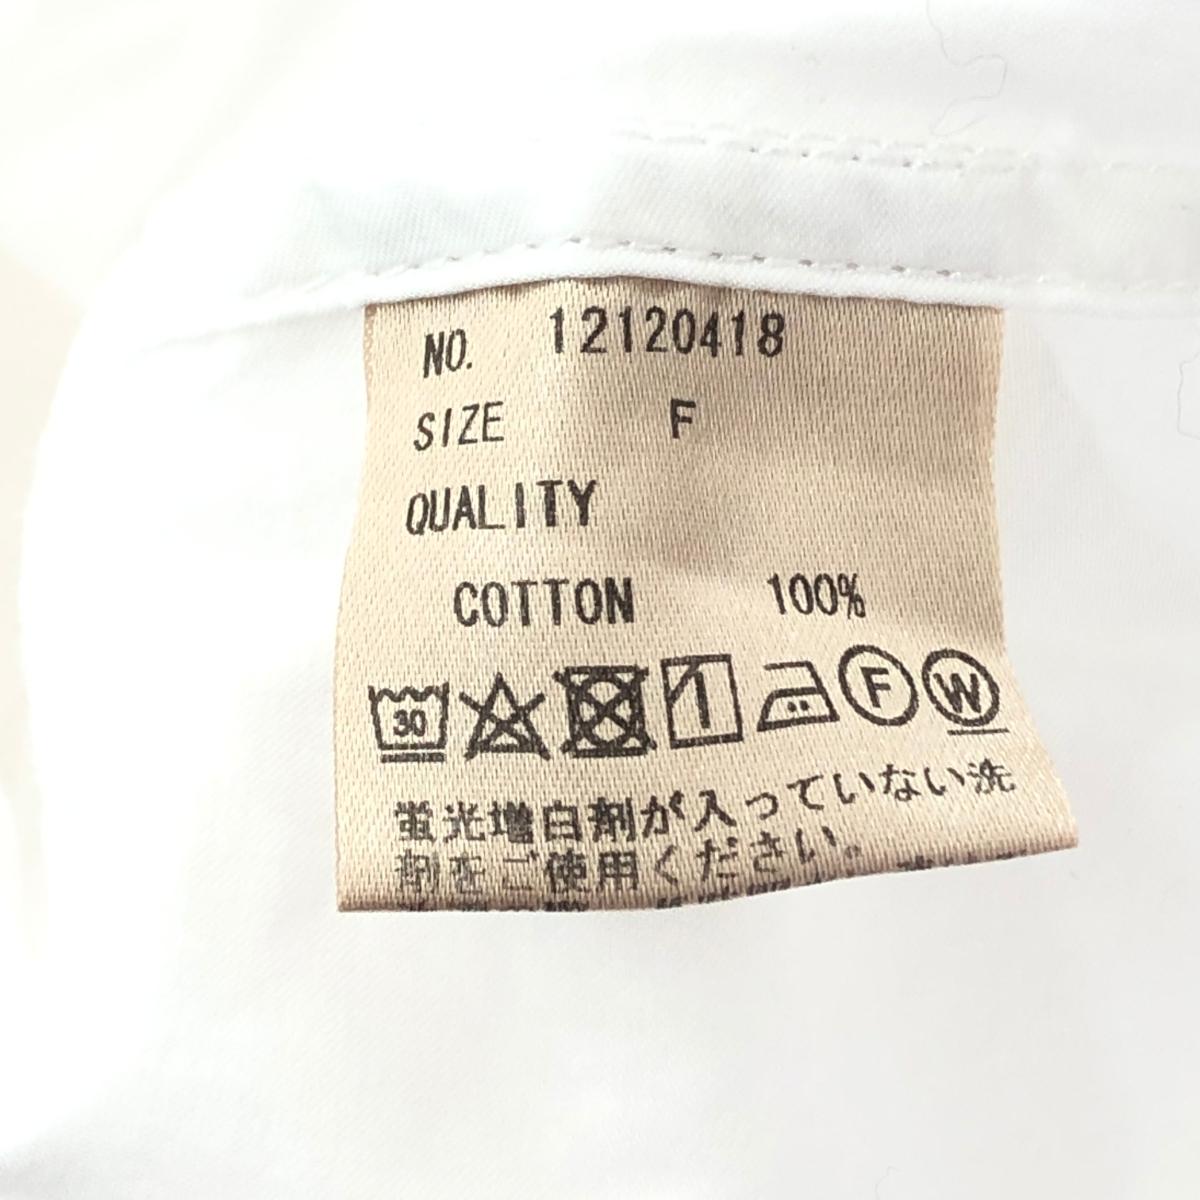 NO. 12120418
SIZE F
QUALITY
COTTON 100%
30 F W
蛍光増白剤が入っていない洗
剤をご使用ください。